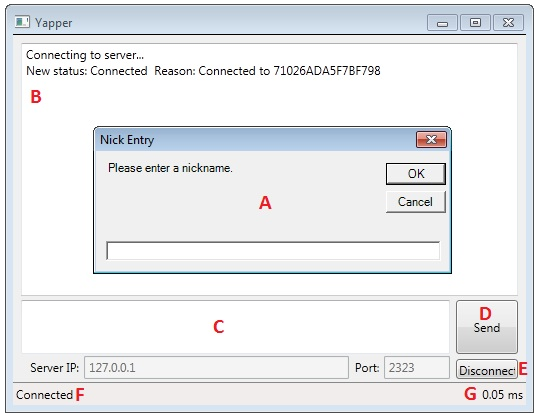 Yapper
Connecting to server...
New status: Connected  Reason: Connected to 71026ADA5F7BF798
B
Nick Entry
Please enter a nickname.
OK
A
Cancel
C
D
Send
Server IP: 127.0.0.1 Port: 2323 Disconnect E
Connected F G 0.05 ms